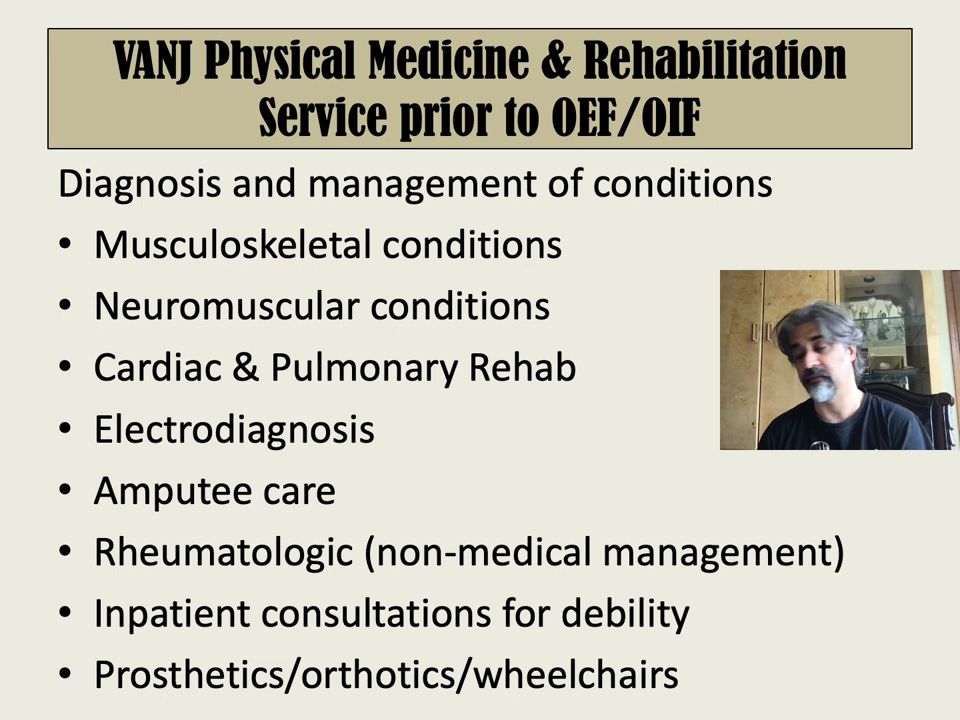 VANJ Physical Medicine & Rehabilitation
Service prior to OEF/OIF
Diagnosis and management of conditions
• Musculoskeletal conditions
• Neuromuscular conditions
• Cardiac & Pulmonary Rehab
• Electrodiagnosis
• Amputee care
• Rheumatologic (non-medical management)
• Inpatient consultations for debility
• Prosthetics/orthotics/wheelchairs